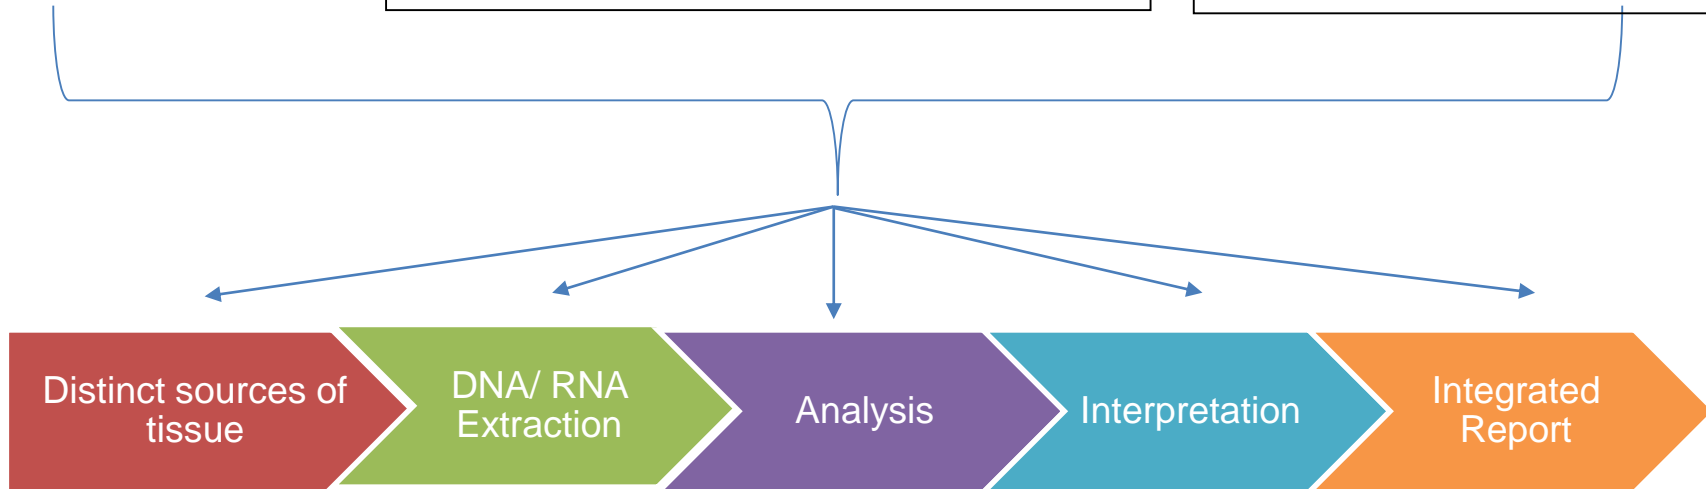 Distinct sources of
tissue
DNA/ RNA
Extraction
Analysis
Interpretation
Integrated
Report